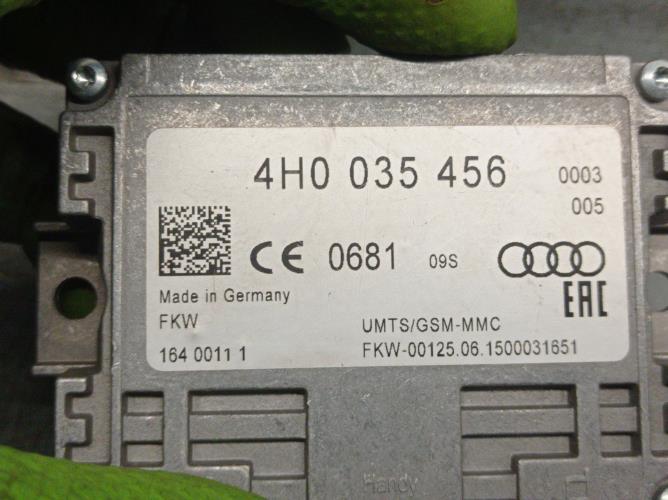 4H0 035 456 0003
005
CE 0681 09S
EAC
Made in Germany
FKW UMTS/GSM-MMC
164 0011 1 FKW-00125.06.1500031651
Handy